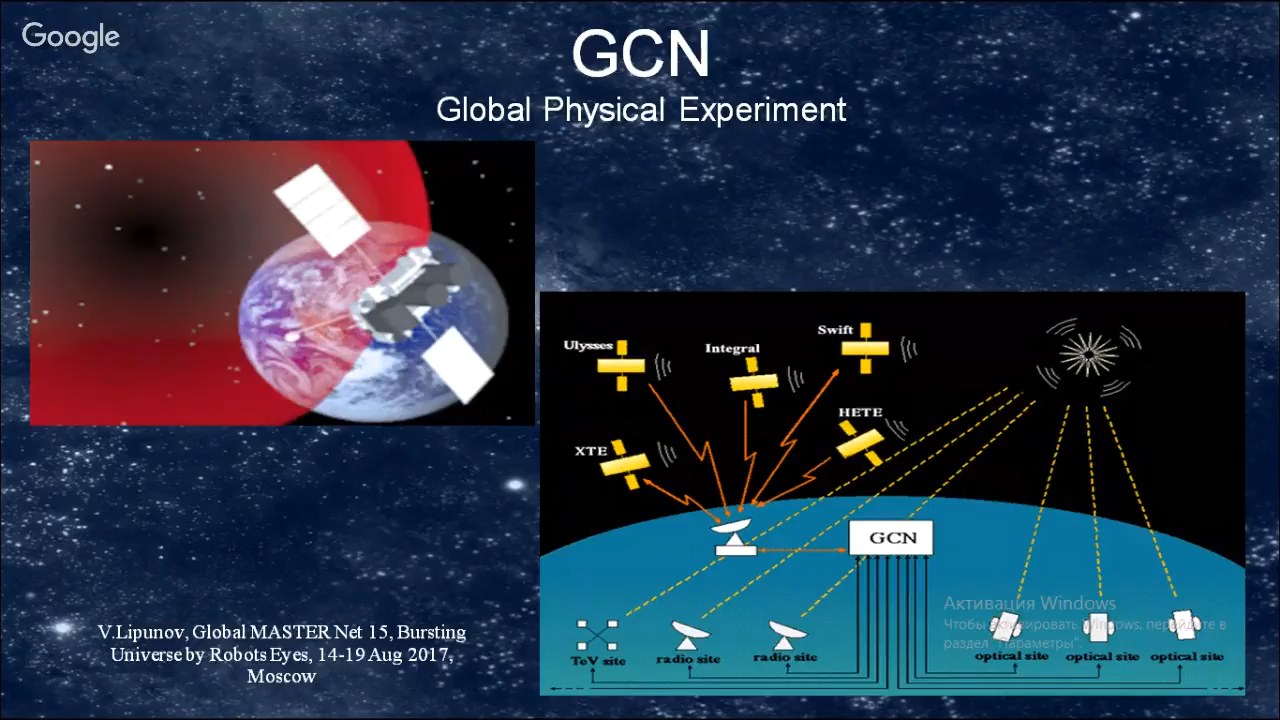 Google
GCN
Global Physical Experiment
Ulysses
Integral
Swift
HETE
XTE
GCN
Активация Windows
Чтобы активировать Windows, перейдите в
раздел "Параметры".
TeV site
radio site
radio site
optical site
optical site
optical site
V.Lipunov, Global MASTER Net 15, Bursting
Universe by Robots Eyes, 14-19 Aug 2017,
Moscow